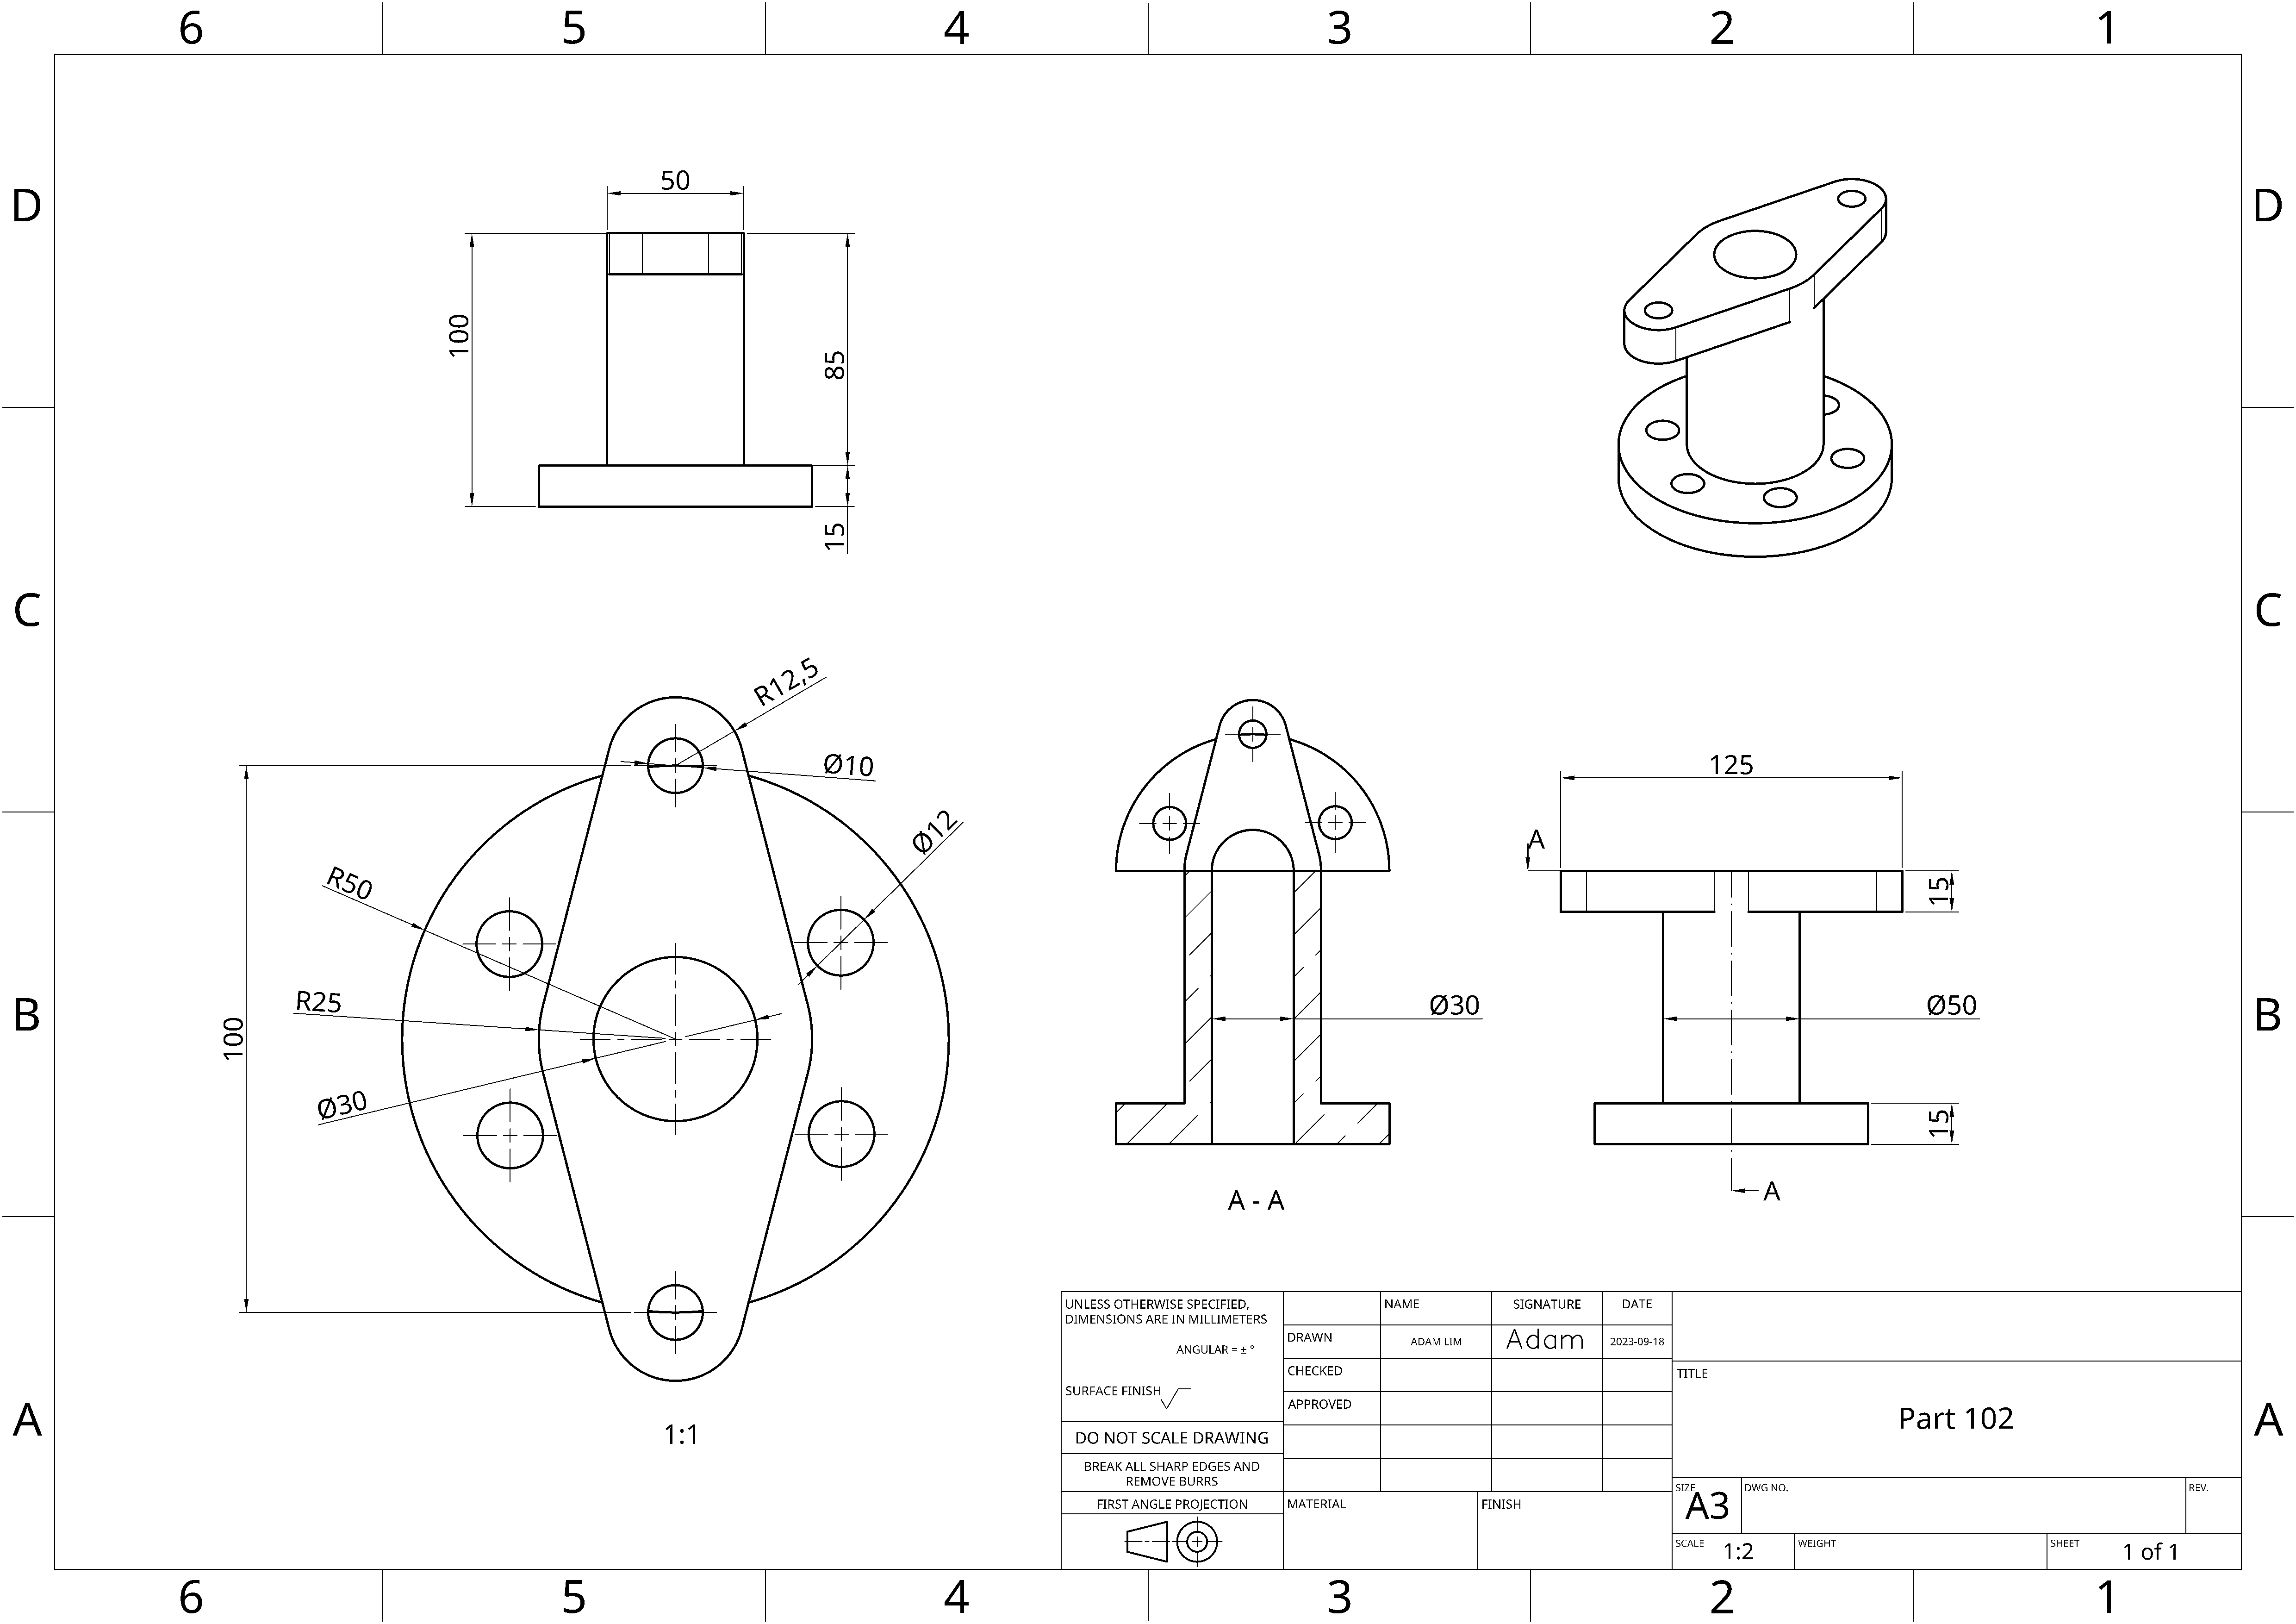 6 5 4 3 2 1
D
D
50
100
85
15
C
C
R12,5
Ø10
Ø12
R50
R25
100
Ø30
1:1
Ø30
A - A
125
A
15
Ø50
15
A
B
B
A
A
UNLESS OTHERWISE SPECIFIED,
DIMENSIONS ARE IN MILLIMETERS
ANGULAR = ± °
SURFACE FINISH
DO NOT SCALE DRAWING
BREAK ALL SHARP EDGES AND
REMOVE BURRS
FIRST ANGLE PROJECTION
NAME SIGNATURE DATE
DRAWN ADAM LIM Adam 2023-09-18
CHECKED
APPROVED
MATERIAL FINISH
TITLE
Part 102
SIZE
A3
DWG NO.
REV.
SCALE 1:2 WEIGHT SHEET 1 of 1
6 5 4 3 2 1